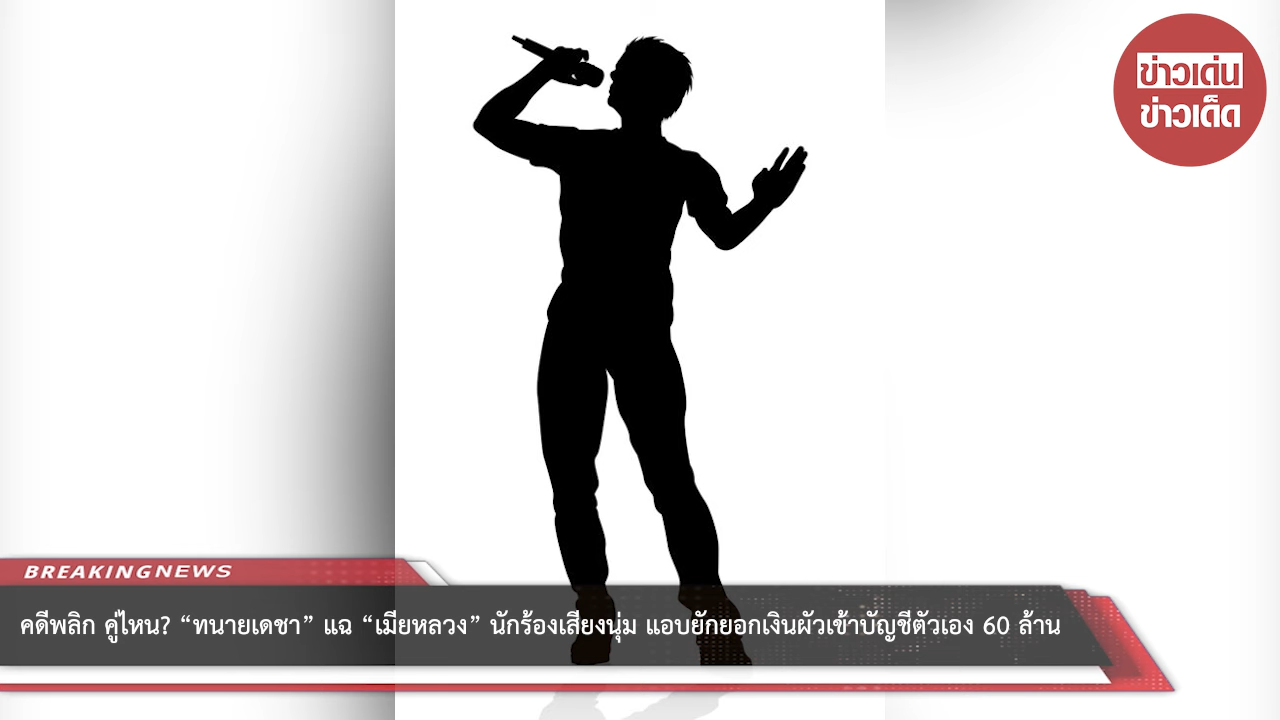 ข่าวเด่น
ข่าวเด็ด
BREAKING NEWS
คดีพลิก คู่ไหน? “ทนายเดชา” แฉ “เมียหลวง” นักร้องเสียงนุ่ม แอบยักยอกเงินผัวเข้าบัญชีตัวเอง 60 ล้าน